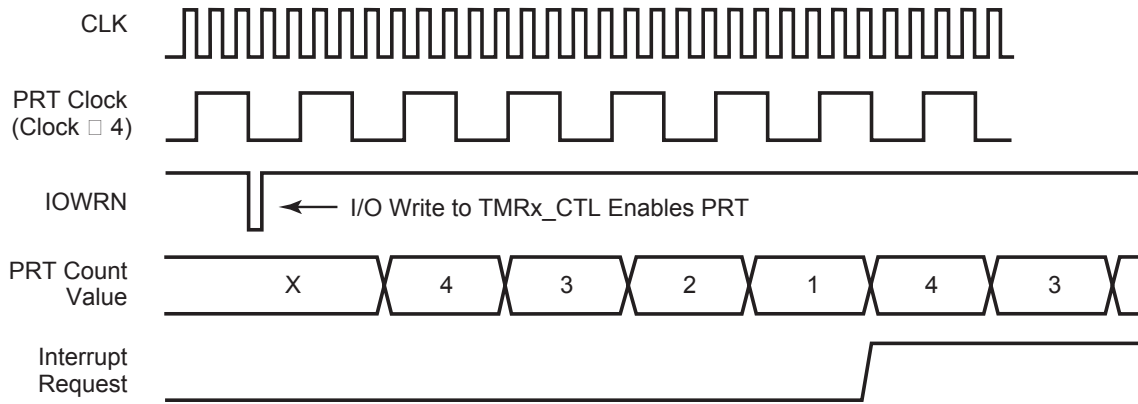 CLK
PRT Clock
(Clock □ 4)
IOWRN
I/O Write to TMRx_CTL Enables PRT
PRT Count
Value
X 4 3 2 1 4 3
Interrupt
Request